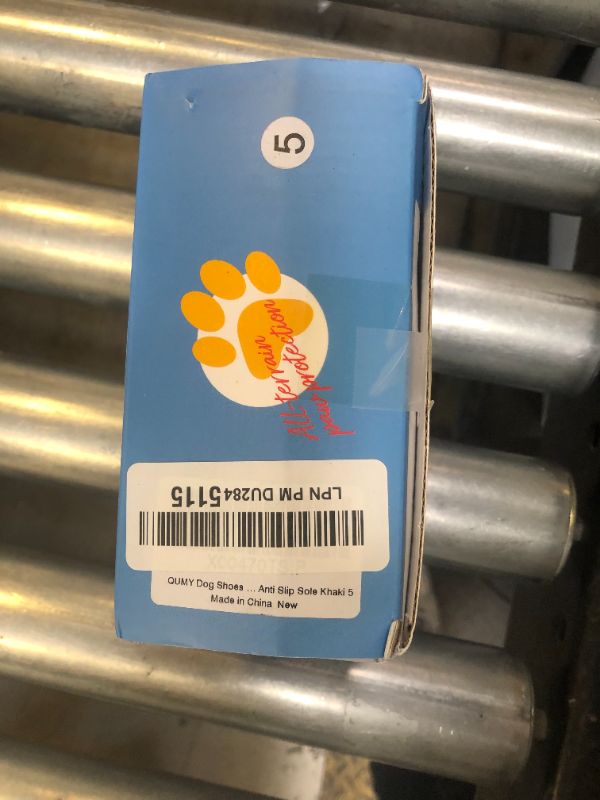 5
All-terrain
paw protection
LPN PM DU2845115
QUMY Dog Shoes ... Anti Slip Sole Khaki 5
Made in China New